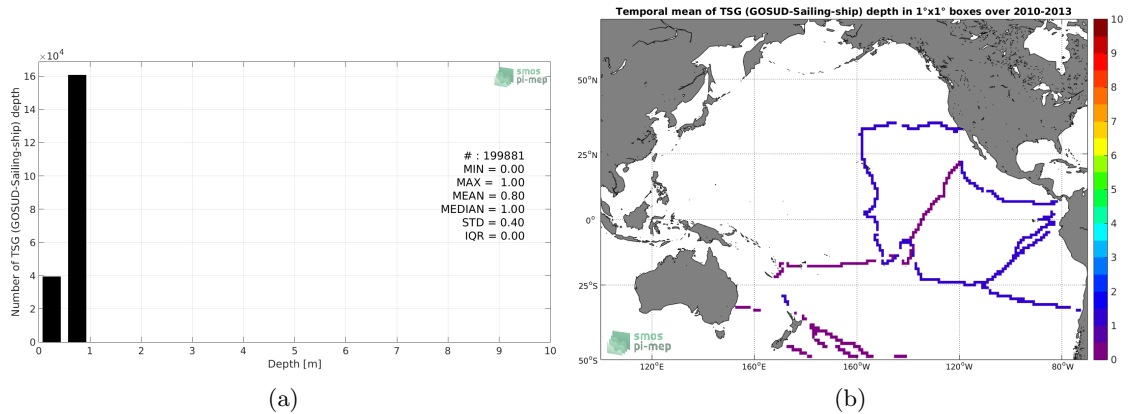 ×10⁴
16
14
12
10
8
6
4
2
0
Number of TSG (GOSUD-Sailing-ship) depth
smos
pi-mep
# : 199881
MIN = 0.00
MAX = 1.00
MEAN = 0.80
MEDIAN = 1.00
STD = 0.40
IQR = 0.00
0 1 2 3 4 5 6 7 8 9 10
Depth [m]
(a)
Temporal mean of TSG (GOSUD-Sailing-ship) depth in 1°x1° boxes over 2010-2013
50°N
25°N
0°
25°S
50°S
smos
pi-mep
120°E 160°E 160°W 120°W 80°W
10
9
8
7
6
5
4
3
2
1
0
(b)